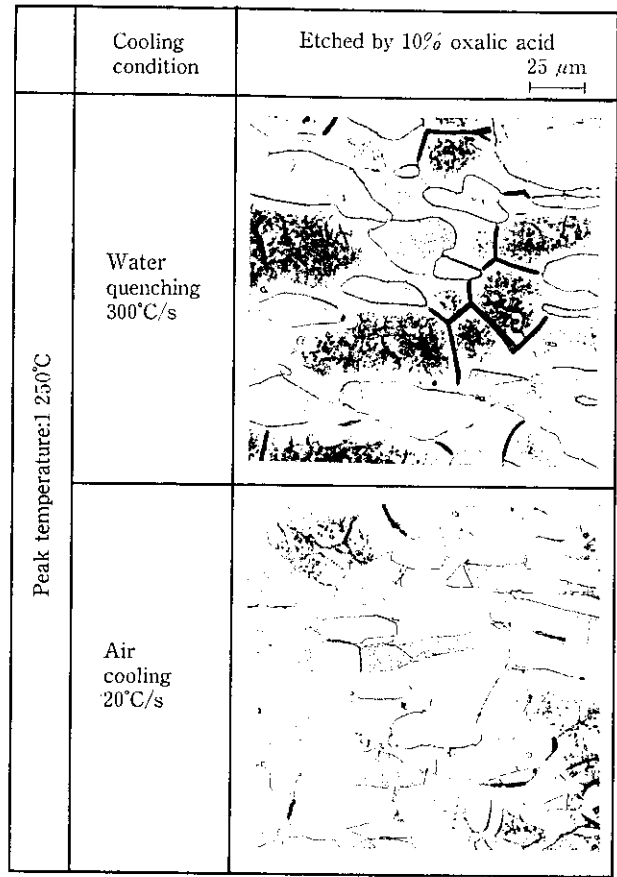 Cooling
condition
Etched by 10% oxalic acid
25 μm
Peak temperature:1 250°C
Water
quenching
300°C/s
Air
cooling
20°C/s